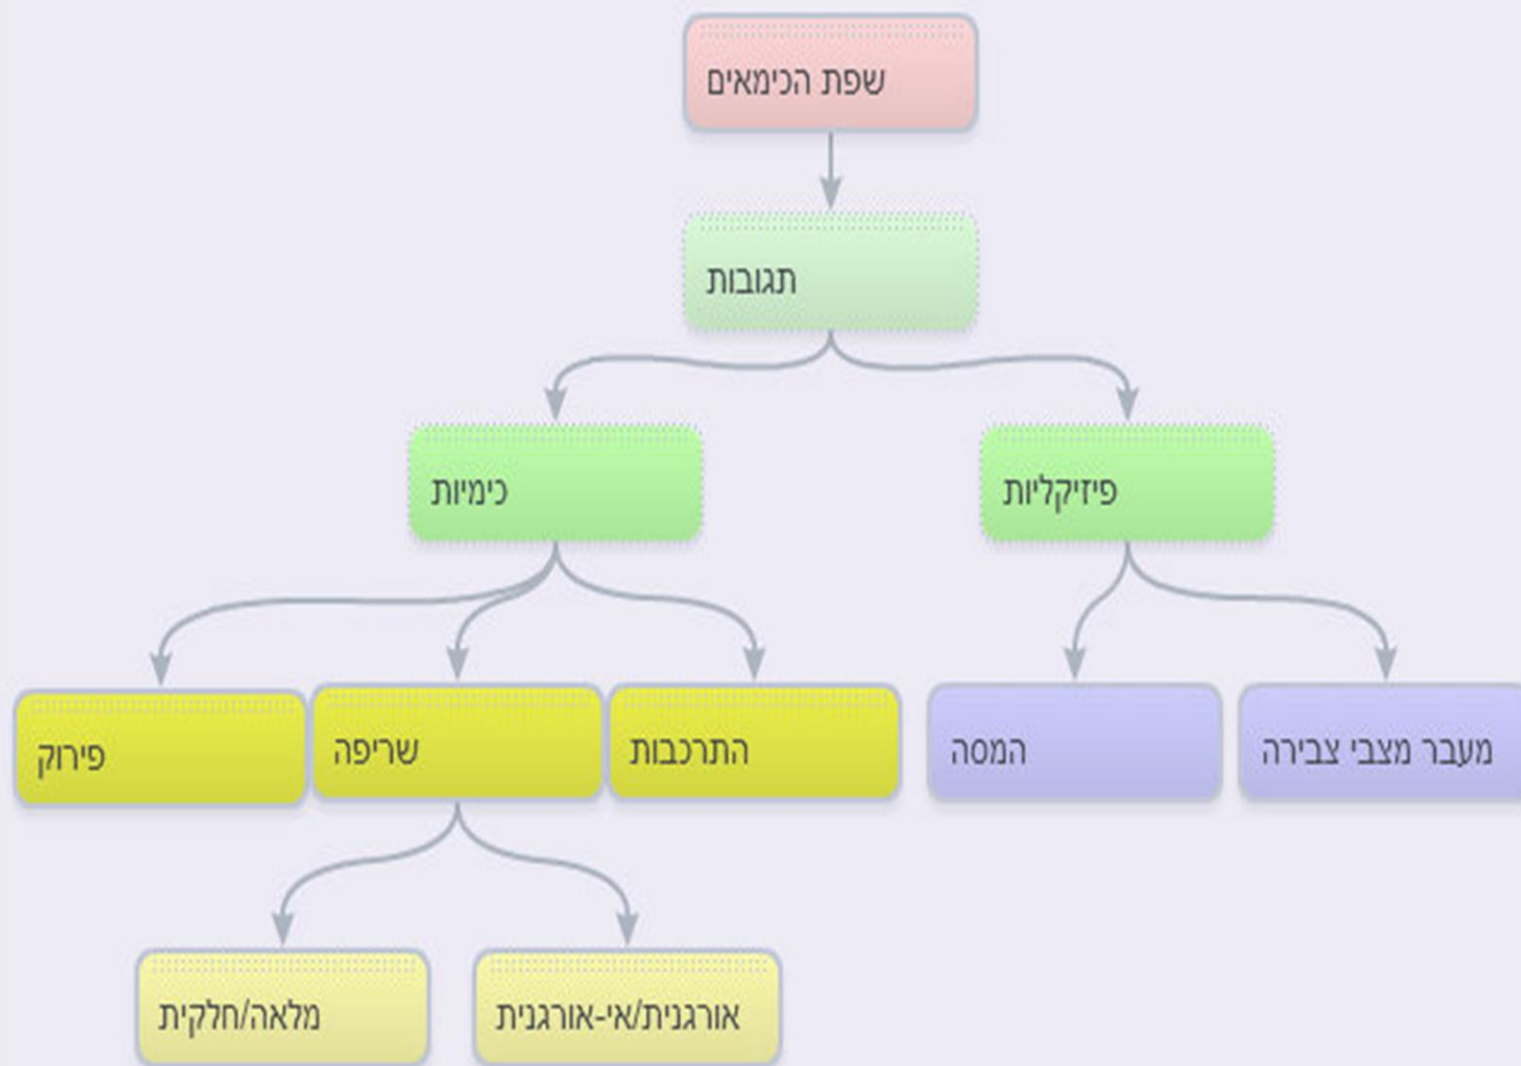 שפת הכימאים
תגובות
פיזיקליות
כימיות
מעבר מצבי צבירה
המסה
התרכבות
שריפה
פירוק
אורגנית/אי-אורגנית
מלאה/חלקית